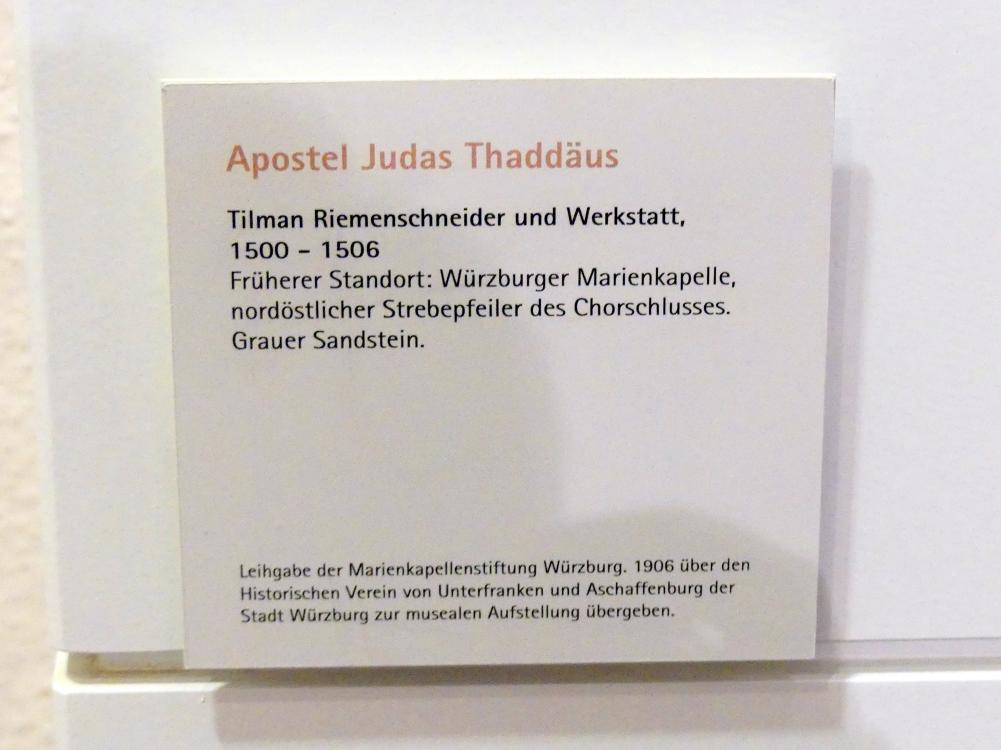 Apostel Judas Thaddäus
Tilman Riemenschneider und Werkstatt,
1500 – 1506
Früherer Standort: Würzburger Marienkapelle,
nordöstlicher Strebepfeiler des Chorschlusses.
Grauer Sandstein.
Leihgabe der Marienkapellenstiftung Würzburg. 1906 über den
Historischen Verein von Unterfranken und Aschaffenburg der
Stadt Würzburg zur musealen Aufstellung übergeben.